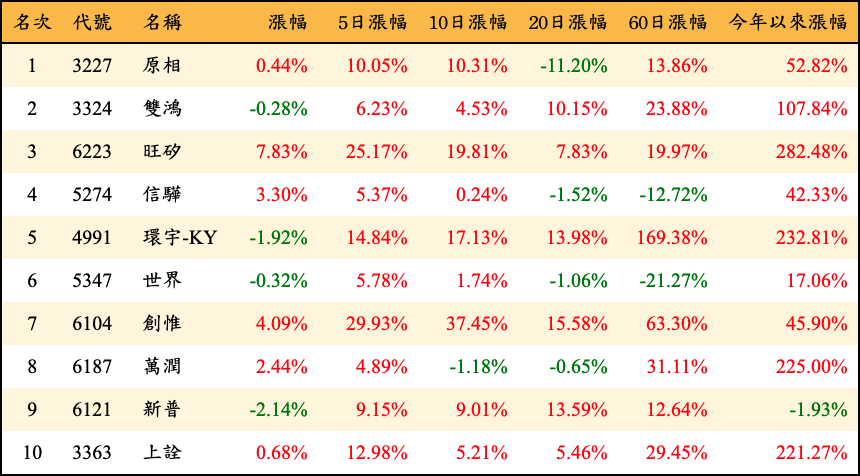 名次 代號 名稱 漲幅 5日漲幅 10日漲幅 20日漲幅 60日漲幅 今年以來漲幅
1 3227 原相 0.44% 10.05% 10.31% -11.20% 13.86% 52.82%
2 3324 雙鴻 -0.28% 6.23% 4.53% 10.15% 23.88% 107.84%
3 6223 旺矽 7.83% 25.17% 19.81% 7.83% 19.97% 282.48%
4 5274 信驊 3.30% 5.37% 0.24% -1.52% -12.72% 42.33%
5 4991 環宇-KY -1.92% 14.84% 17.13% 13.98% 169.38% 232.81%
6 5347 世界 -0.32% 5.78% 1.74% -1.06% -21.27% 17.06%
7 6104 創惟 4.09% 29.93% 37.45% 15.58% 63.30% 45.90%
8 6187 萬潤 2.44% 4.89% -1.18% -0.65% 31.11% 225.00%
9 6121 新普 -2.14% 9.15% 9.01% 13.59% 12.64% -1.93%
10 3363 上詮 0.68% 12.98% 5.21% 5.46% 29.45% 221.27%